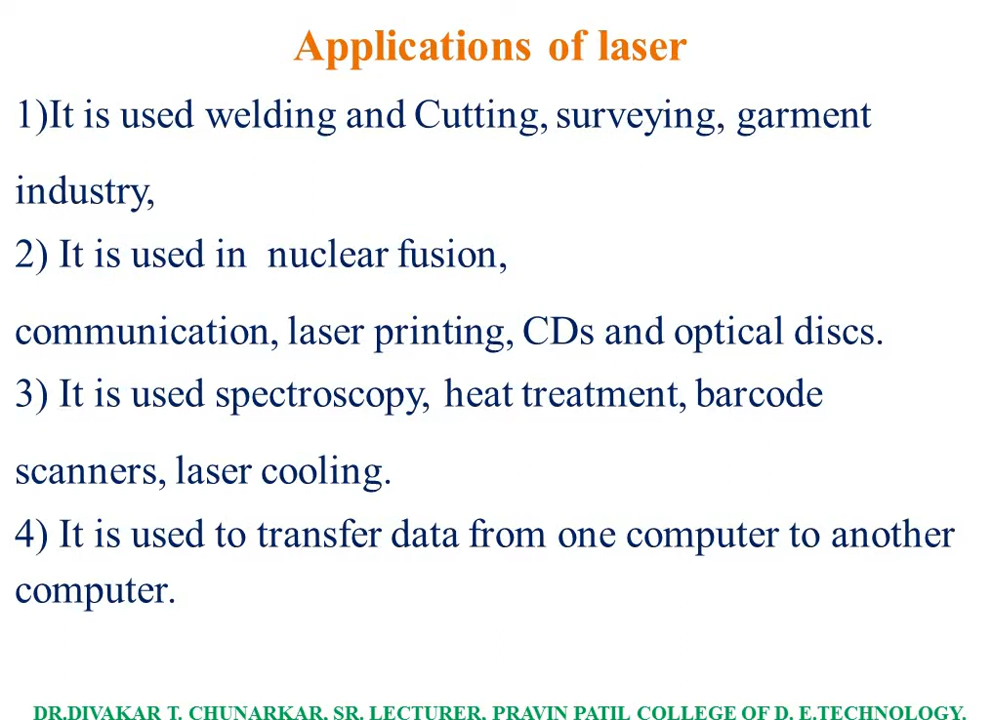 Applications of laser
1)It is used welding and Cutting, surveying, garment
industry,
2) It is used in nuclear fusion,
communication, laser printing, CDs and optical discs.
3) It is used spectroscopy, heat treatment, barcode
scanners, laser cooling.
4) It is used to transfer data from one computer to another
computer.
DR.DIVAKAR T. CHUNARKAR, SR. LECTURER, PRAVIN PATIL COLLEGE OF D. E.TECHNOLOGY.